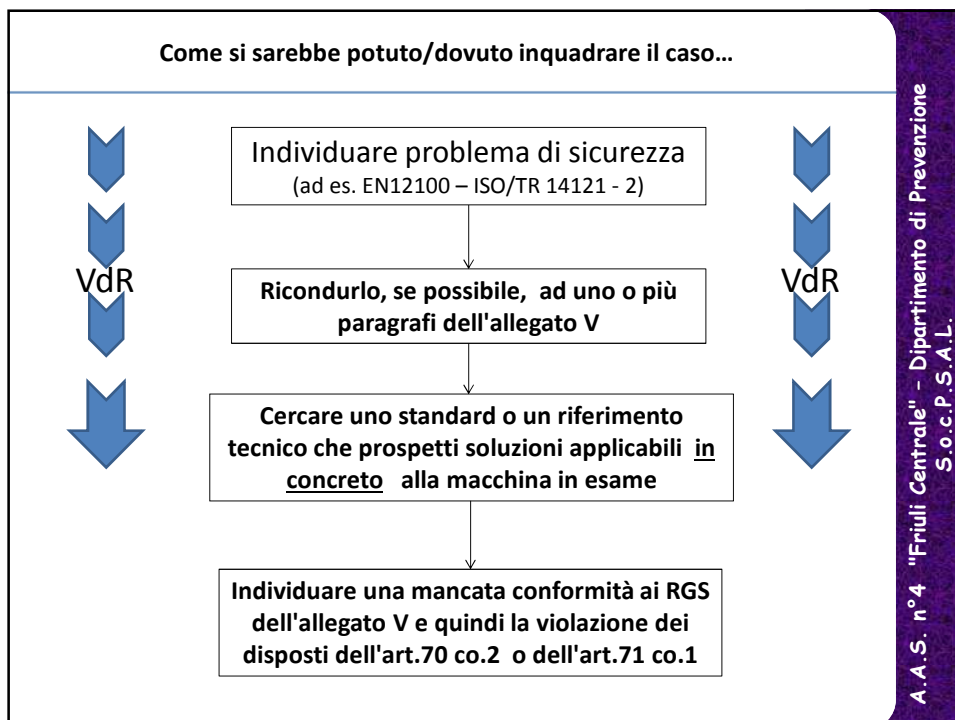 Come si sarebbe potuto/dovuto inquadrare il caso…
Individuare problema di sicurezza
(ad es. EN12100 – ISO/TR 14121 - 2)
VdR
VdR
Ricondurlo, se possibile, ad uno o più
paragrafi dell'allegato V
Cercare uno standard o un riferimento
tecnico che prospetti soluzioni applicabili in
concreto alla macchina in esame
Individuare una mancata conformità ai RGS
dell'allegato V e quindi la violazione dei
disposti dell'art.70 co.2 o dell'art.71 co.1
A.A.S. n°4 "Friuli Centrale" - Dipartimento di Prevenzione
S.o.c.P.S.A.L.